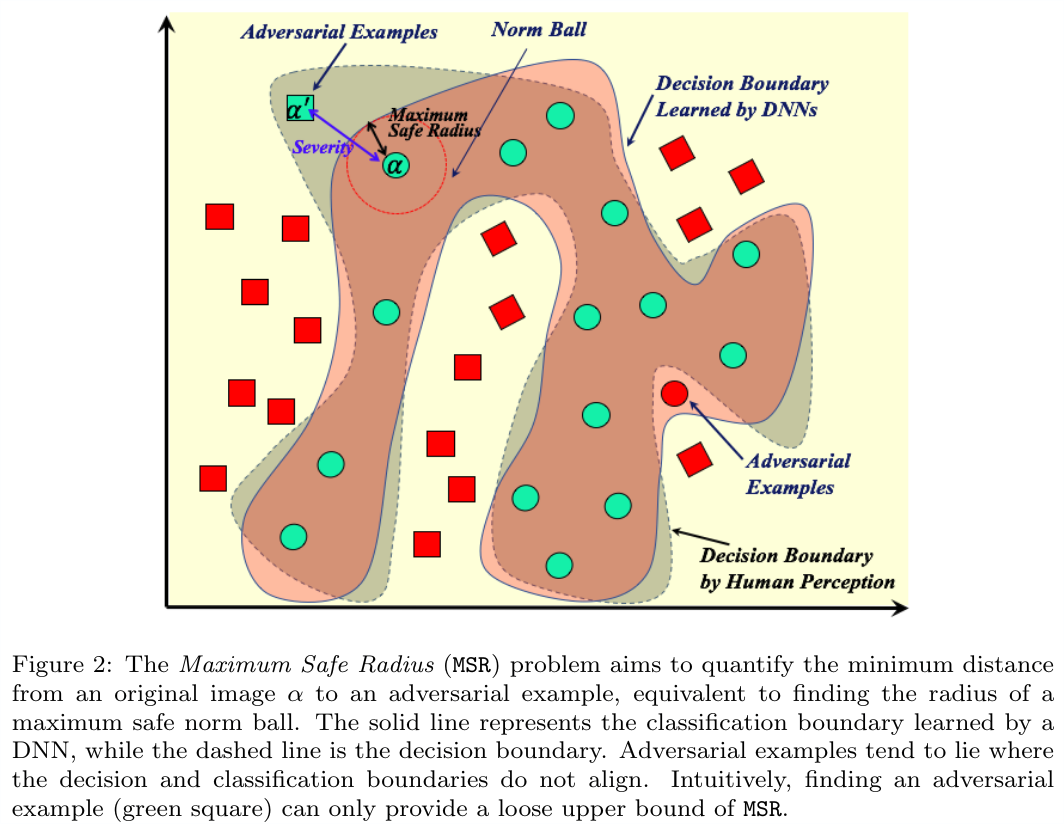 Adversarial Examples
Norm Ball
Decision Boundary
Learned by DNNs
α′
Maximum
Safe Radius
Severity
α
Adversarial
Examples
Decision Boundary
by Human Perception
Figure 2: The Maximum Safe Radius (MSR) problem aims to quantify the minimum distance
from an original image α to an adversarial example, equivalent to finding the radius of a
maximum safe norm ball. The solid line represents the classification boundary learned by a
DNN, while the dashed line is the decision boundary. Adversarial examples tend to lie where
the decision and classification boundaries do not align. Intuitively, finding an adversarial
example (green square) can only provide a loose upper bound of MSR.